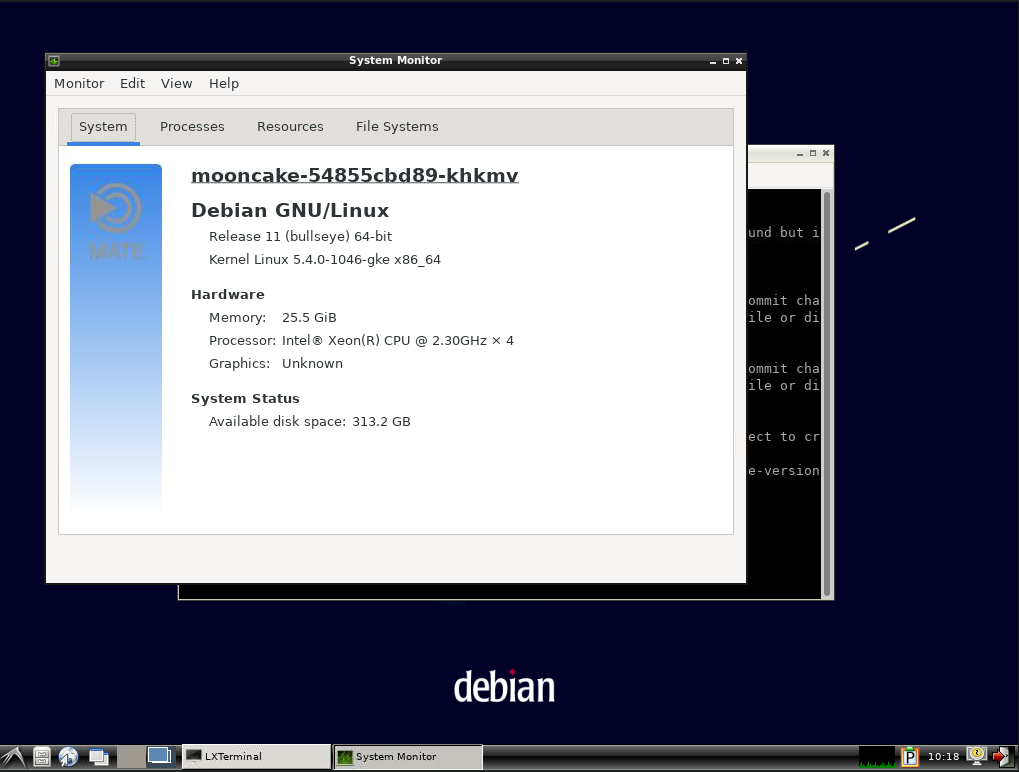 System Monitor
Monitor Edit View Help
System Processes Resources File Systems
MATE
mooncake-54855cbd89-khkmv
Debian GNU/Linux
Release 11 (bullseye) 64-bit
Kernel Linux 5.4.0-1046-gke x86_64
Hardware
Memory: 25.5 GiB
Processor: Intel® Xeon(R) CPU @ 2.30GHz × 4
Graphics: Unknown
System Status
Available disk space: 313.2 GB
und but i
ommit cha
ile or di
ommit cha
ile or di
ect to cr
e-version
debian
LXTerminal System Monitor P 10:18